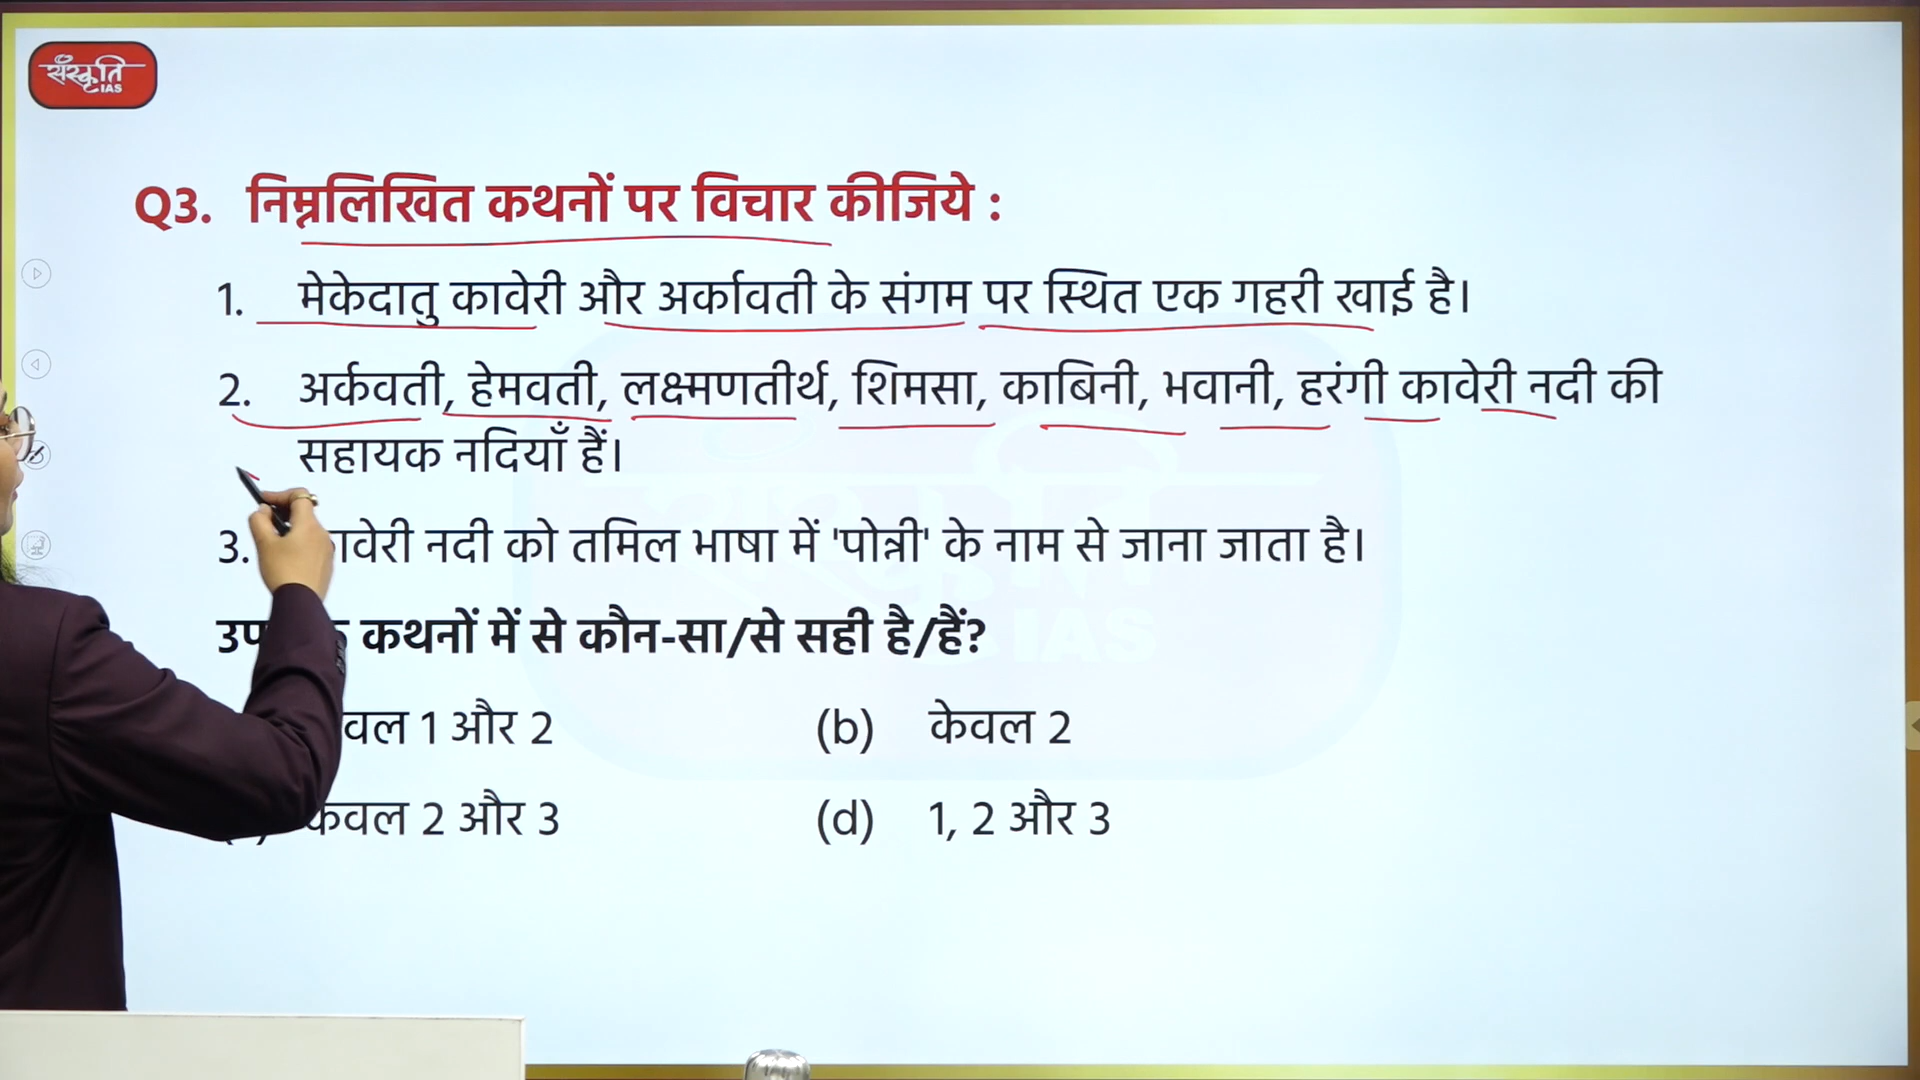 संस्कृति
IAS
Q3. निम्नलिखित कथनों पर विचार कीजिये :
1. मेकेदातु कावेरी और अर्कावती के संगम पर स्थित एक गहरी खाई है।
2. अर्कवती, हेमवती, लक्ष्मणतीर्थ, शिमसा, काबिनी, भवानी, हरंगी कावेरी नदी की
सहायक नदियाँ हैं।
3. नदी को तमिल भाषा में 'पोन्नी' के नाम से जाना जाता है।
कथनों में से कौन-सा/से सही है/हैं?
1 और 2 (b) केवल 2
केवल 2 और 3 (d) 1, 2 और 3